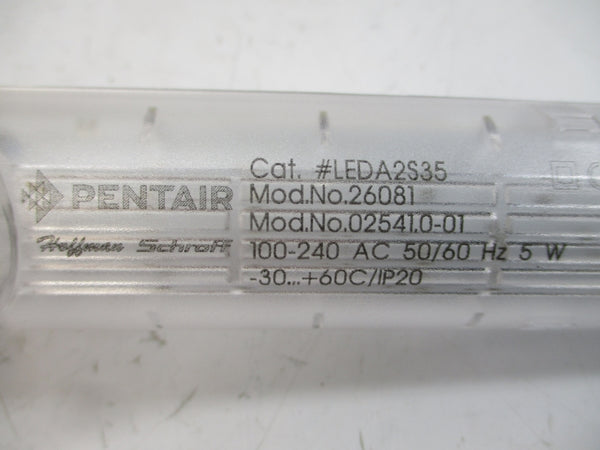 Cat. #LEDA2S35
PENTAIR Mod.No.26081
Mod.No.02541.0-01
Hoffman Schroff 100-240 AC 50/60 Hz 5 W
-30...+60C/IP20